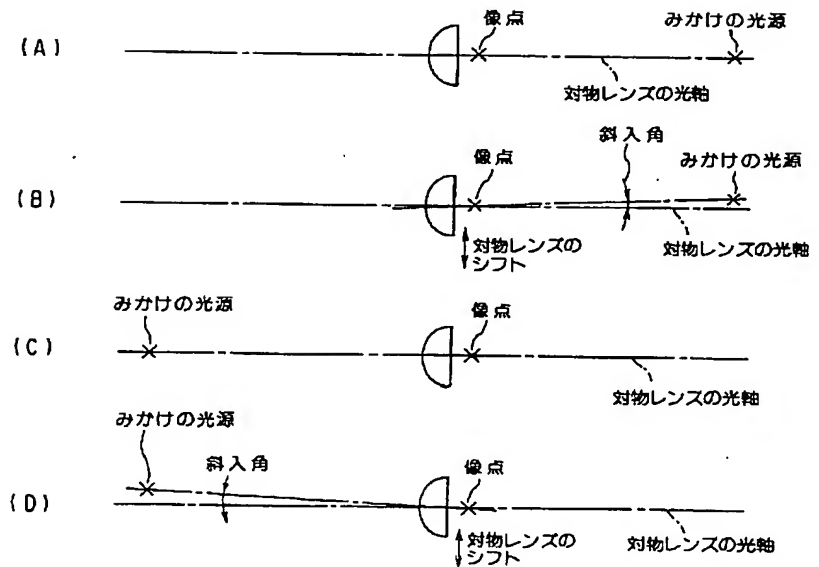 (A)
像点
みかけの光源
対物レンズの光軸
(B)
像点
斜入角
みかけの光源
対物レンズの
シフト
対物レンズの光軸
(C)
みかけの光源
像点
対物レンズの光軸
(D)
みかけの光源
斜入角
像点
対物レンズの
シフト
対物レンズの光軸